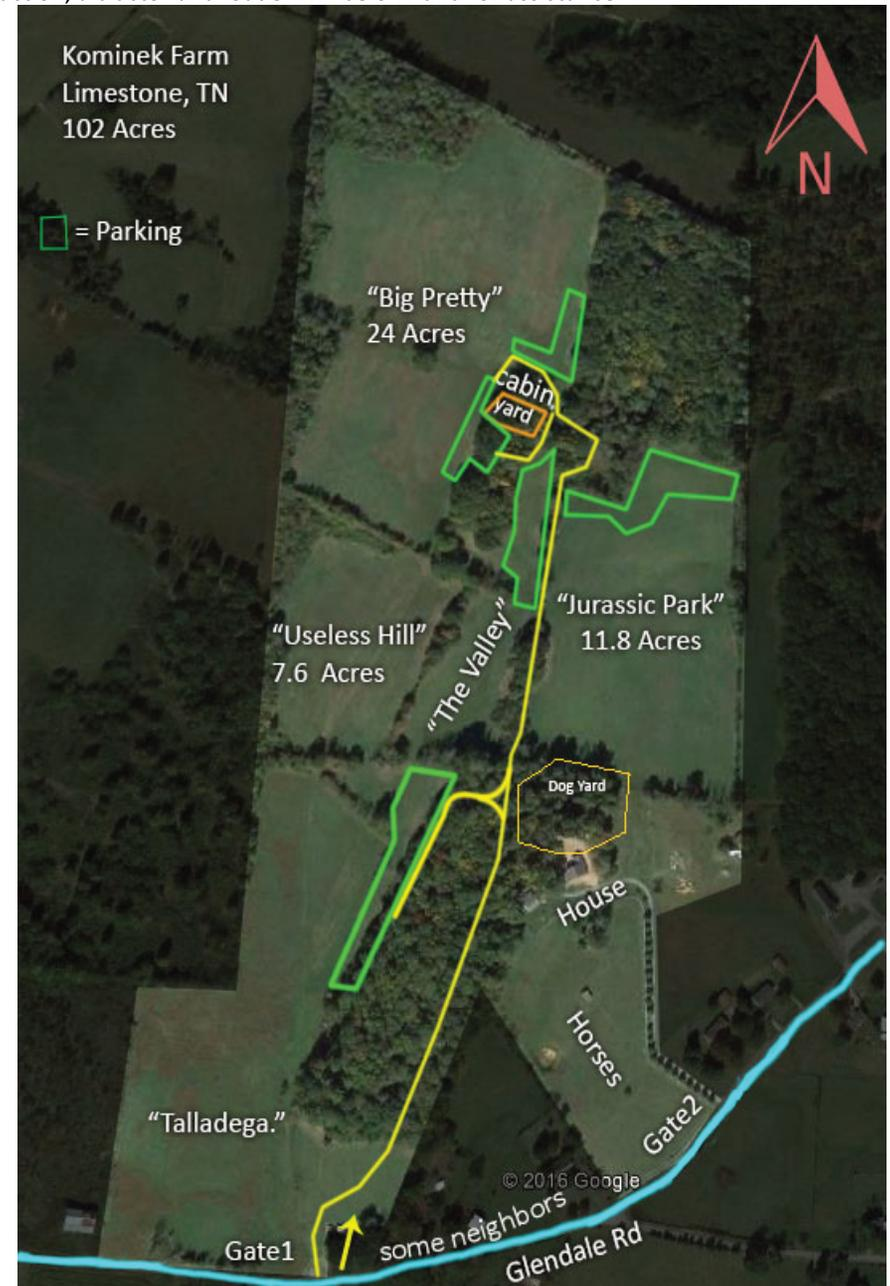 Kominek Farm
Limestone, TN
102 Acres
= Parking
N
“Big Pretty”
24 Acres
cabin
yard
“Jurassic Park”
11.8 Acres
“Useless Hill”
7.6 Acres
“The Valley”
Dog Yard
House
Horses
“Talladega.”
Gate2
© 2016 Google
some neighbors
Gate1
Glendale Rd